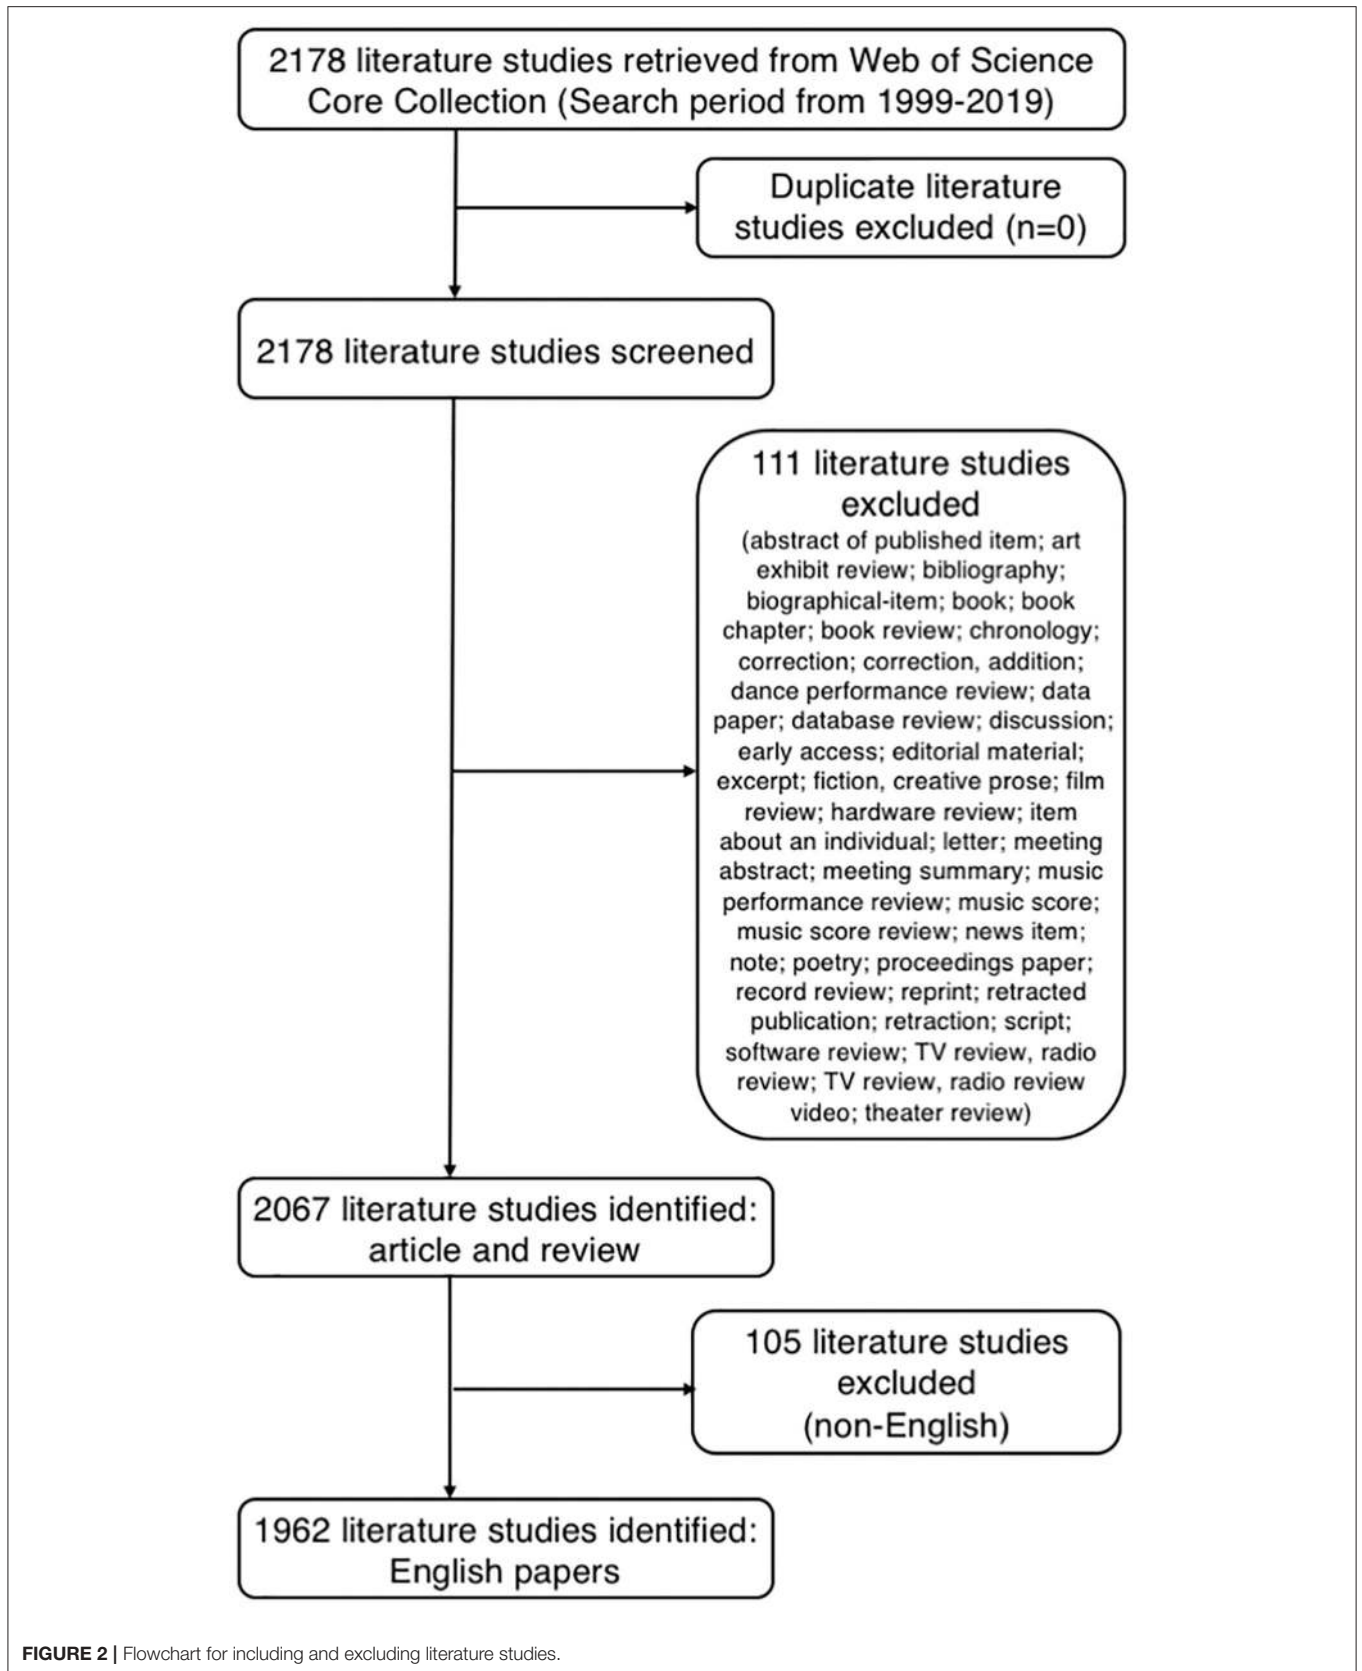 2178 literature studies retrieved from Web of Science
Core Collection (Search period from 1999-2019)
Duplicate literature
studies excluded (n=0)
2178 literature studies screened
111 literature studies
excluded
(abstract of published item; art
exhibit review; bibliography;
biographical-item; book; book
chapter; book review; chronology;
correction; correction, addition;
dance performance review; data
paper; database review; discussion;
early access; editorial material;
excerpt; fiction, creative prose; film
review; hardware review; item
about an individual; letter; meeting
abstract; meeting summary; music
performance review; music score;
music score review; news item;
note; poetry; proceedings paper;
record review; reprint; retracted
publication; retraction; script;
software review; TV review, radio
review; TV review, radio review
video; theater review)
2067 literature studies identified:
article and review
105 literature studies
excluded
(non-English)
1962 literature studies identified:
English papers
FIGURE 2 | Flowchart for including and excluding literature studies.